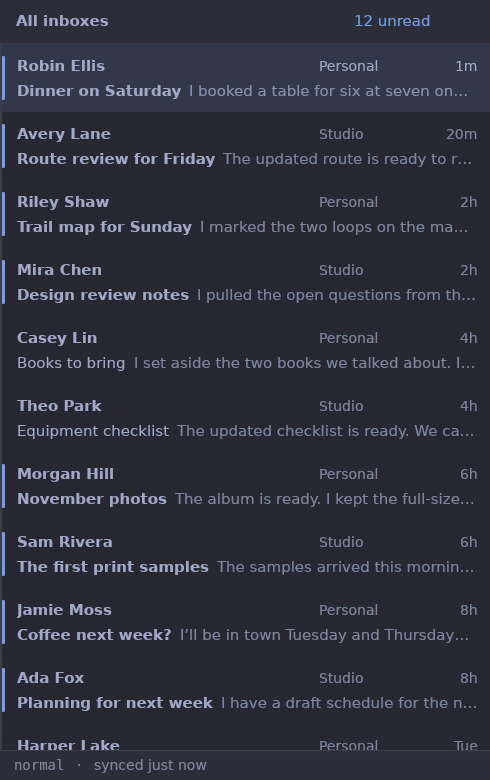 All inboxes 12 unread
Robin Ellis Personal 1m
Dinner on Saturday I booked a table for six at seven on…
Avery Lane Studio 20m
Route review for Friday The updated route is ready to r…
Riley Shaw Personal 2h
Trail map for Sunday I marked the two loops on the ma…
Mira Chen Studio 2h
Design review notes I pulled the open questions from th…
Casey Lin Personal 4h
Books to bring I set aside the two books we talked about. I…
Theo Park Studio 4h
Equipment checklist The updated checklist is ready. We ca…
Morgan Hill Personal 6h
November photos The album is ready. I kept the full-size…
Sam Rivera Studio 6h
The first print samples The samples arrived this mornin…
Jamie Moss Personal 8h
Coffee next week? I’ll be in town Tuesday and Thursday…
Ada Fox Studio 8h
Planning for next week I have a draft schedule for the n…
Harper Lake Personal Tue
normal · synced just now